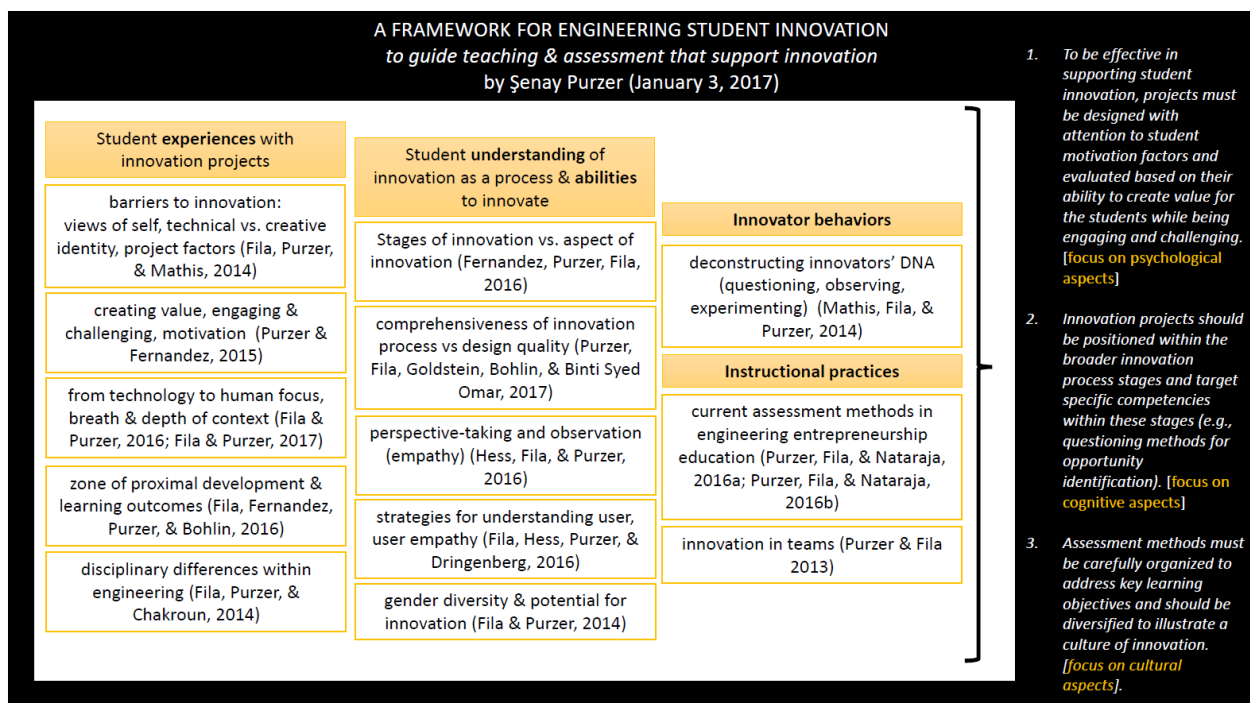 A FRAMEWORK FOR ENGINEERING STUDENT INNOVATION
to guide teaching & assessment that support innovation
by Şenay Purzer (January 3, 2017)
Student experiences with
innovation projects
barriers to innovation:
views of self, technical vs. creative
identity, project factors (Fila, Purzer,
& Mathis, 2014)
creating value, engaging &
challenging, motivation (Purzer &
Fernandez, 2015)
from technology to human focus,
breath & depth of context (Fila &
Purzer, 2016; Fila & Purzer, 2017)
zone of proximal development &
learning outcomes (Fila, Fernandez,
Purzer, & Bohlin, 2016)
disciplinary differences within
engineering (Fila, Purzer, &
Chakroun, 2014)
Student understanding of
innovation as a process & abilities
to innovate
Stages of innovation vs. aspect of
innovation (Fernandez, Purzer, Fila,
2016)
comprehensiveness of innovation
process vs design quality (Purzer,
Fila, Goldstein, Bohlin, & Binti Syed
Omar, 2017)
perspective-taking and observation
(empathy) (Hess, Fila, & Purzer,
2016)
strategies for understanding user,
user empathy (Fila, Hess, Purzer, &
Dringenberg, 2016)
gender diversity & potential for
innovation (Fila & Purzer, 2014)
Innovator behaviors
deconstructing innovators’ DNA
(questioning, observing,
experimenting) (Mathis, Fila, &
Purzer, 2014)
Instructional practices
current assessment methods in
engineering entrepreneurship
education (Purzer, Fila, & Nataraja,
2016a; Purzer, Fila, & Nataraja,
2016b)
innovation in teams (Purzer & Fila
2013)
1. To be effective in
supporting student
innovation, projects must
be designed with
attention to student
motivation factors and
evaluated based on their
ability to create value for
the students while being
engaging and challenging.
[focus on psychological
aspects]
2. Innovation projects should
be positioned within the
broader innovation
process stages and target
specific competencies
within these stages (e.g.,
questioning methods for
opportunity
identification). [focus on
cognitive aspects]
3. Assessment methods must
be carefully organized to
address key learning
objectives and should be
diversified to illustrate a
culture of innovation.
[focus on cultural
aspects].